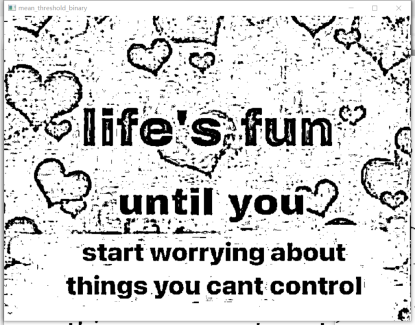 mean_threshold_binary
life's fun
until you
start worrying about
things you cant control